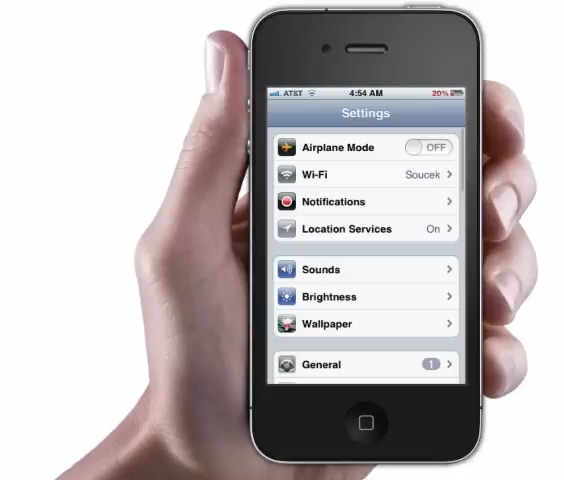 AT&T 4:54 AM 20%
Settings
Airplane Mode OFF
Wi-Fi Soucek
Notifications
Location Services On
Sounds
Brightness
Wallpaper
General 1